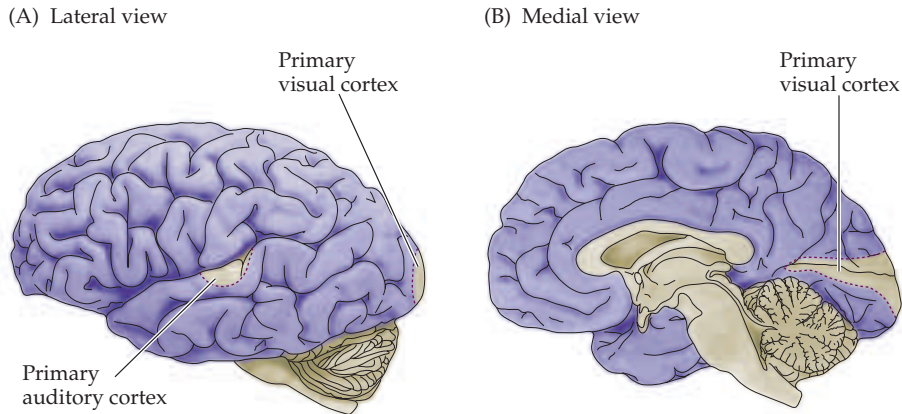 (A) Lateral view
Primary
visual cortex
Primary
auditory cortex
(B) Medial view
Primary
visual cortex